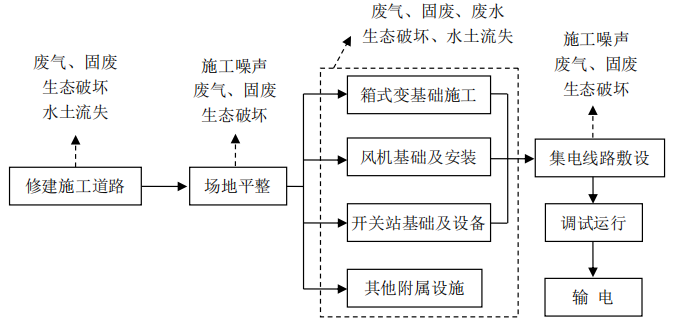 废气、固废
生态破坏
水土流失
修建施工道路
施工噪声
废气、固废
生态破坏
场地平整
废气、固废、废水
生态破坏、水土流失
箱式变基础施工
风机基础及安装
开关站基础及设备
其他附属设施
施工噪声
废气、固废
生态破坏
集电线路敷设
调试运行
输 电